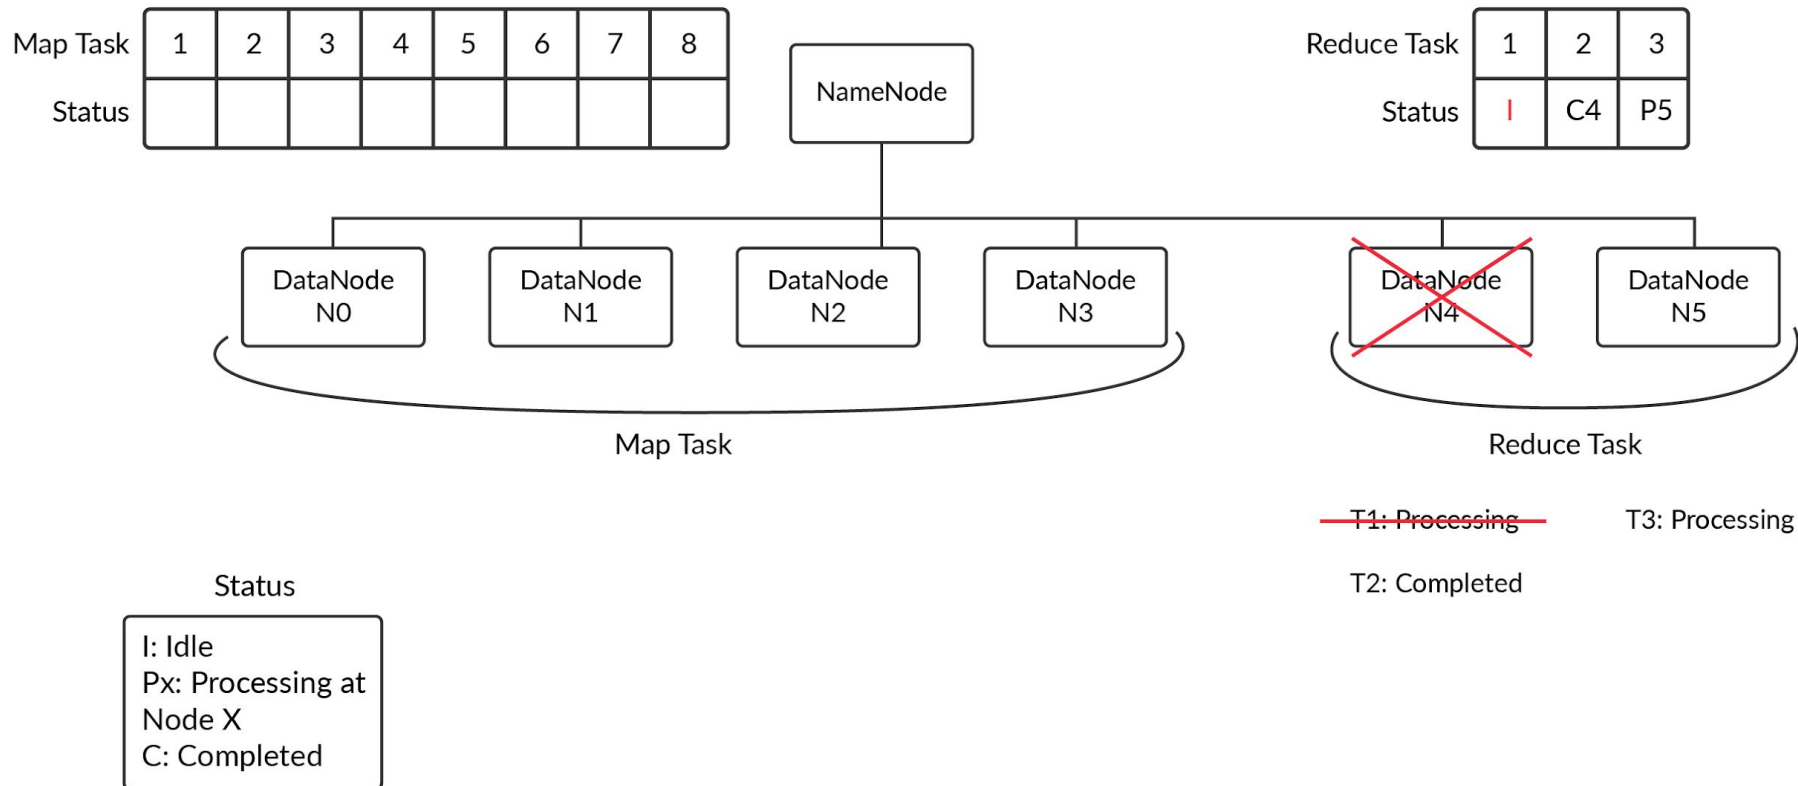 Map Task 1 2 3 4 5 6 7 8
Status
NameNode
Reduce Task 1 2 3
Status I C4 P5
DataNode
N0
DataNode
N1
DataNode
N2
DataNode
N3
DataNode
N4
DataNode
N5
Map Task
Reduce Task
T1: Processing
T3: Processing
T2: Completed
Status
I: Idle
Px: Processing at
Node X
C: Completed